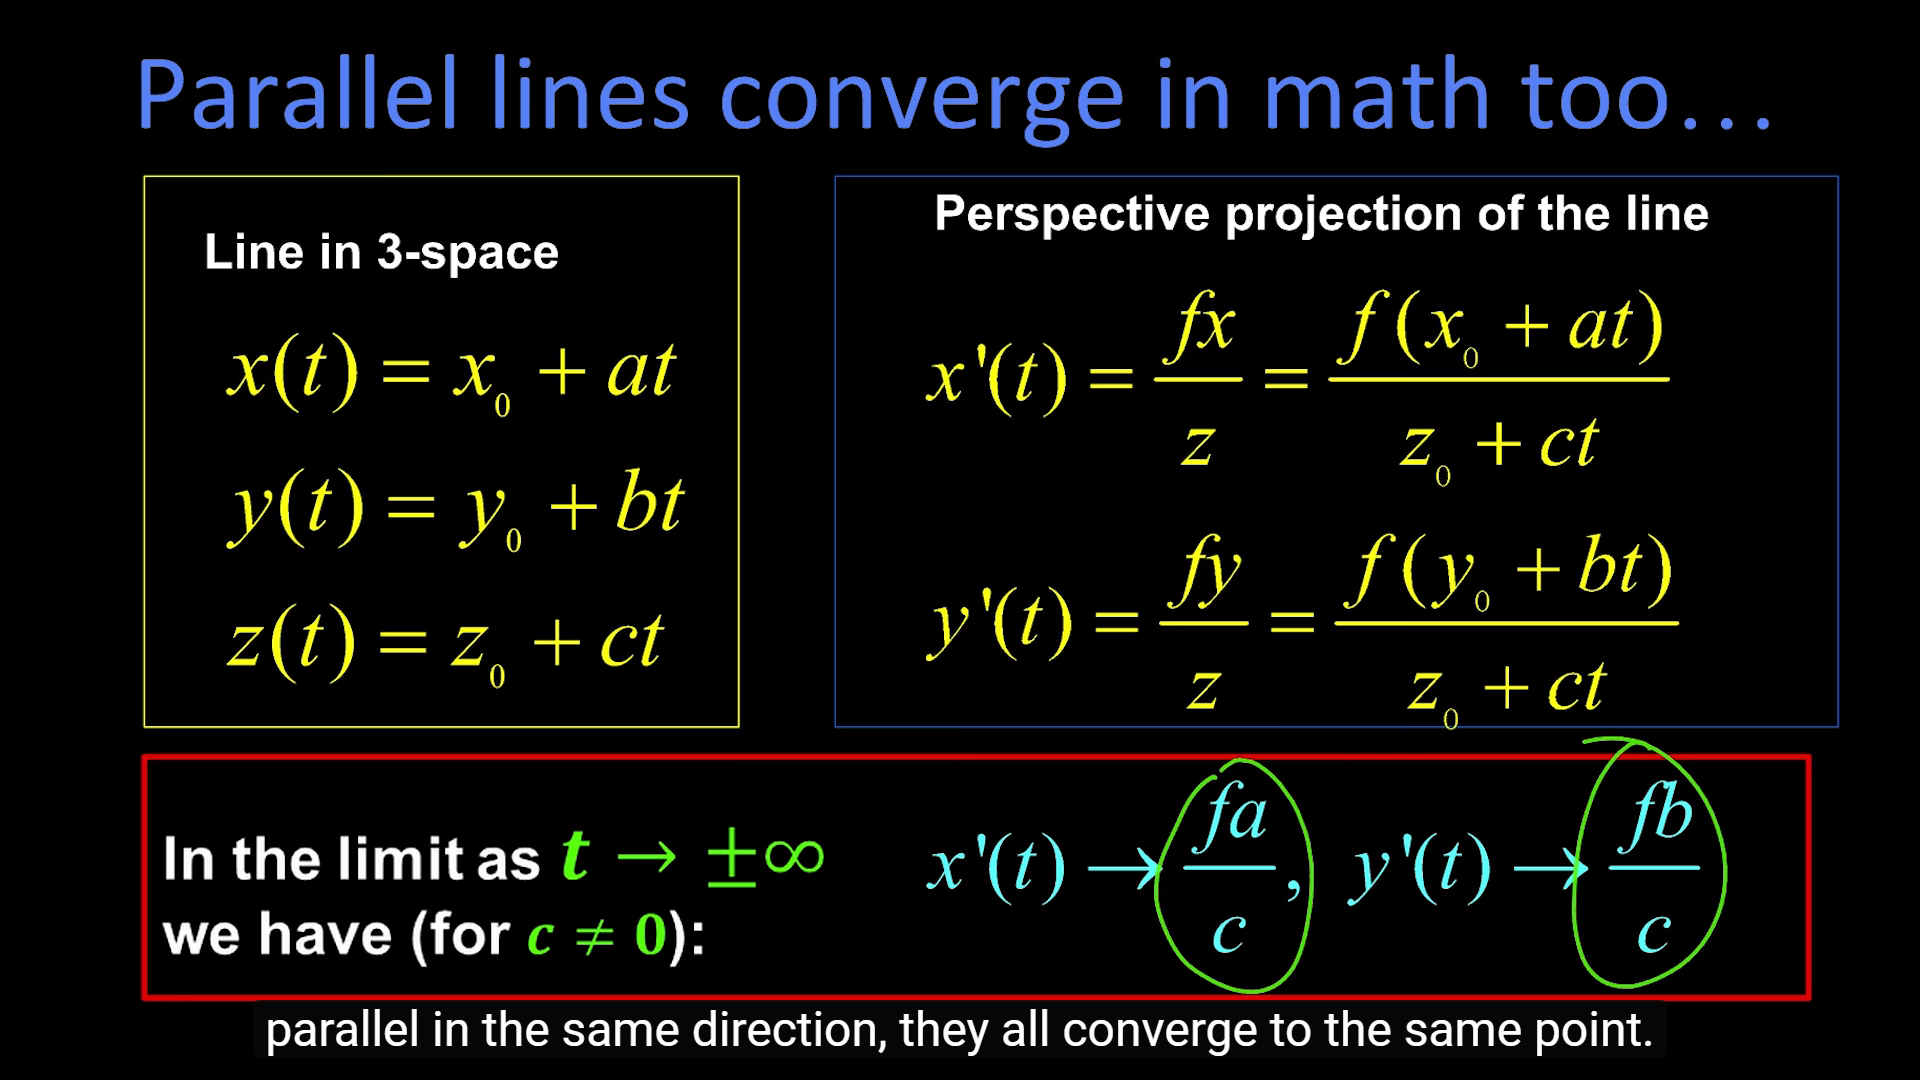 Parallel lines converge in math too…
Line in 3-space
x(t) = x₀ + at
y(t) = y₀ + bt
z(t) = z₀ + ct
Perspective projection of the line
x'(t) = fx/z = f(x₀ + at)/(z₀ + ct)
y'(t) = fy/z = f(y₀ + bt)/(z₀ + ct)
In the limit as t → ±∞
we have (for c ≠ 0):
x'(t) → fa/c, y'(t) → fb/c
parallel in the same direction, they all converge to the same point.